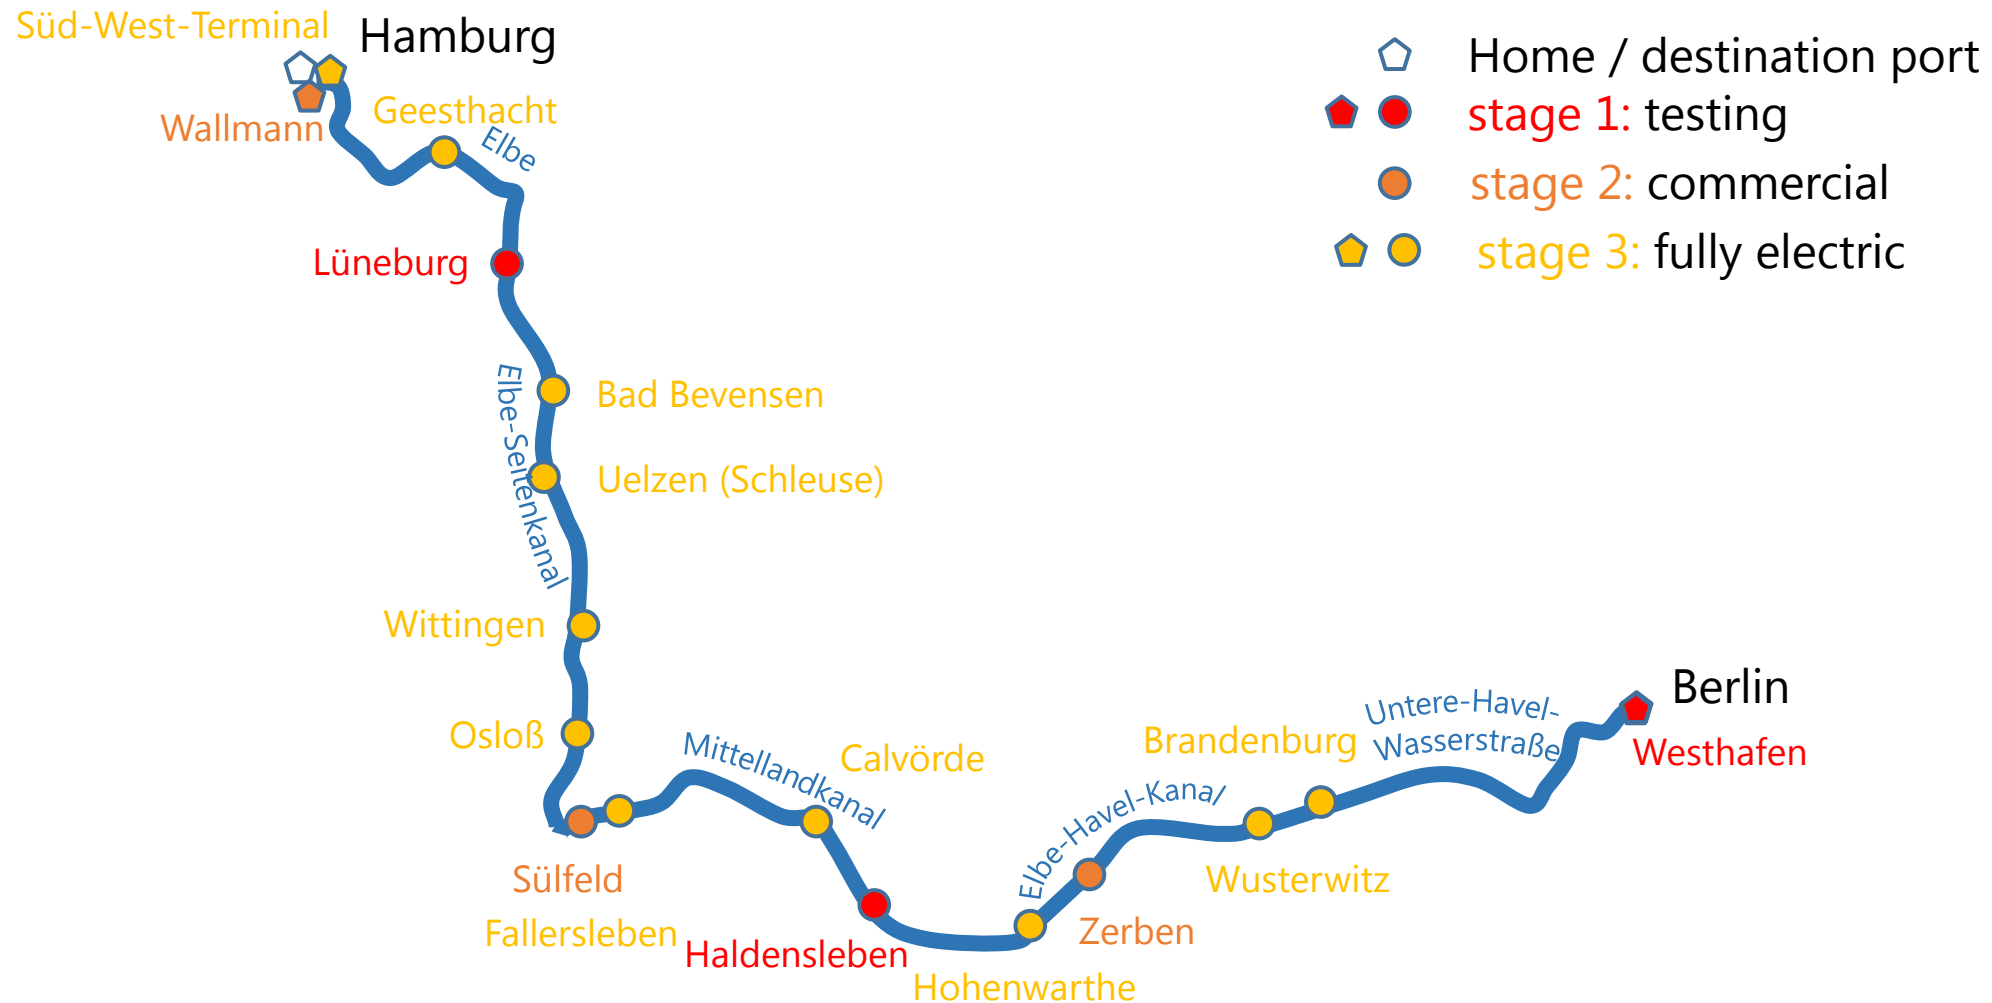 Süd-West-Terminal
Hamburg
Wallmann
Geesthacht
Elbe
Lüneburg
Bad Bevensen
Elbe-Seitenkanal
Uelzen (Schleuse)
Wittingen
Osloß
Sülfeld
Fallersleben
Mittellandkanal
Calvörde
Haldensleben
Hohenwarthe
Elbe-Havel-Kanal
Zerben
Brandenburg
Wusterwitz
Untere-Havel-
Wasserstraße
Berlin
Westhafen
Home / destination port
stage 1: testing
stage 2: commercial
stage 3: fully electric